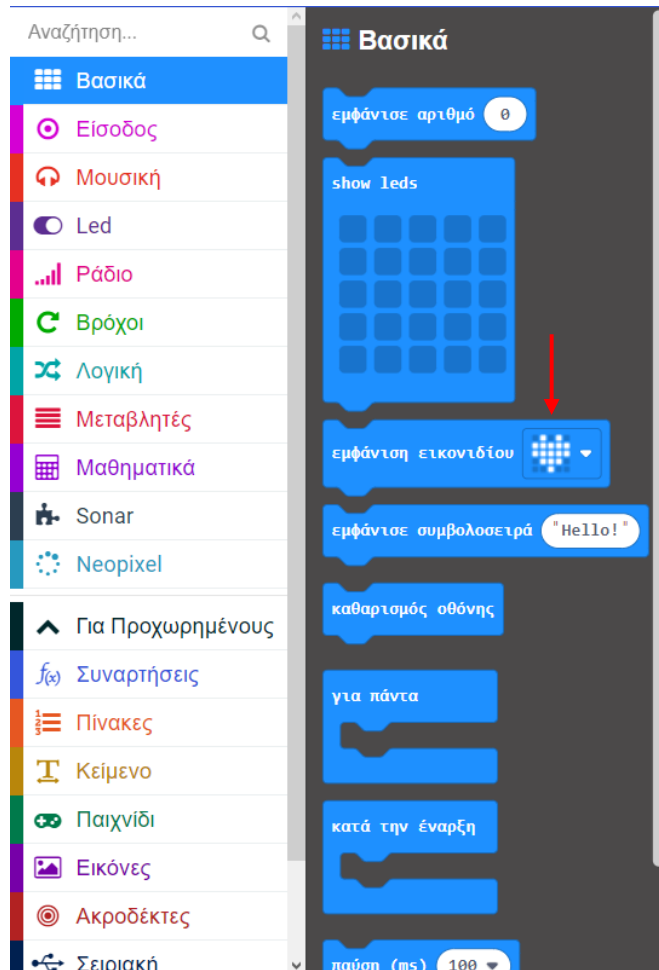 Αναζήτηση...
Βασικά
Είσοδος
Μουσική
Led
Ράδιο
Βρόχοι
Λογική
Μεταβλητές
Μαθηματικά
Sonar
Neopixel
Για Προχωρημένους
f(x) Συναρτήσεις
Πίνακες
Κείμενο
Παιχνίδι
Εικόνες
Ακροδέκτες
Σειριακή
Βασικά
εμφάνισε αριθμό 0
show leds
εμφάνιση εικονιδίου
εμφάνισε συμβολοσειρά "Hello!"
καθαρισμός οθόνης
για πάντα
κατά την έναρξη
παύση (ms) 100